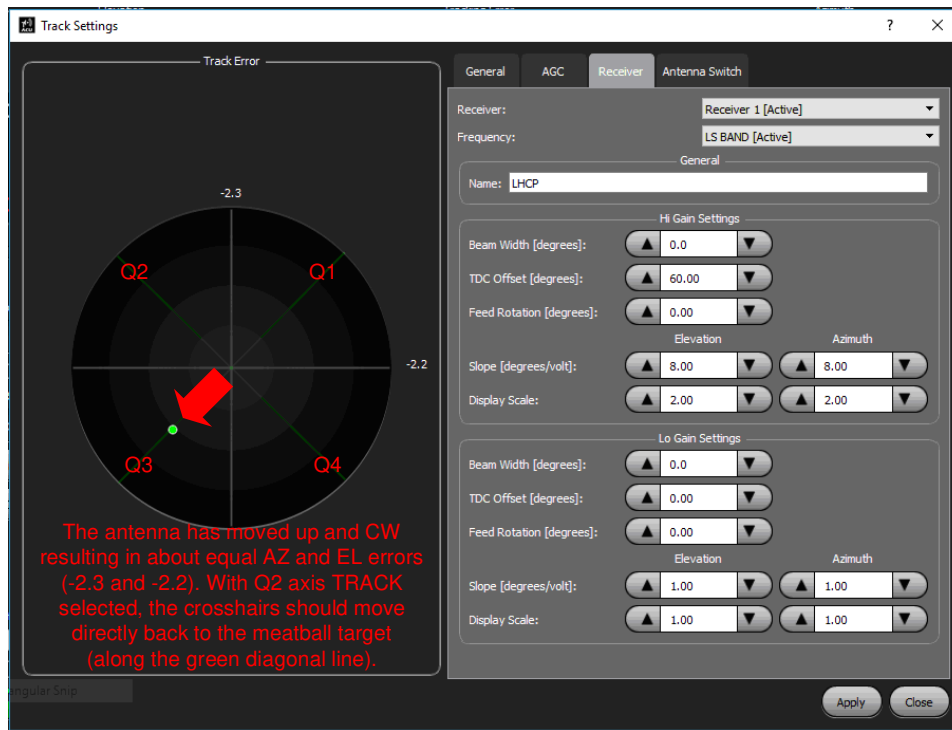 Elevation Tracking Error Azimuth
Track Settings ? ×
Track Error
General AGC Receiver Antenna Switch
Receiver: Receiver 1 [Active]
Frequency: LS BAND [Active]
General
Name: LHCP
-2.3
Q2 Q1
-2.2
Q3 Q4
The antenna has moved up and CW
resulting in about equal AZ and EL errors
(-2.3 and -2.2). With Q2 axis TRACK
selected, the crosshairs should move
directly back to the meatball target
(along the green diagonal line).
Hi Gain Settings
Beam Width [degrees]: 0.0
TDC Offset [degrees]: 60.00
Feed Rotation [degrees]: 0.00
Elevation Azimuth
Slope [degrees/volt]: 8.00 8.00
Display Scale: 2.00 2.00
Lo Gain Settings
Beam Width [degrees]: 0.0
TDC Offset [degrees]: 0.00
Feed Rotation [degrees]: 0.00
Elevation Azimuth
Slope [degrees/volt]: 1.00 1.00
Display Scale: 1.00 1.00
angular Snip
Apply Close